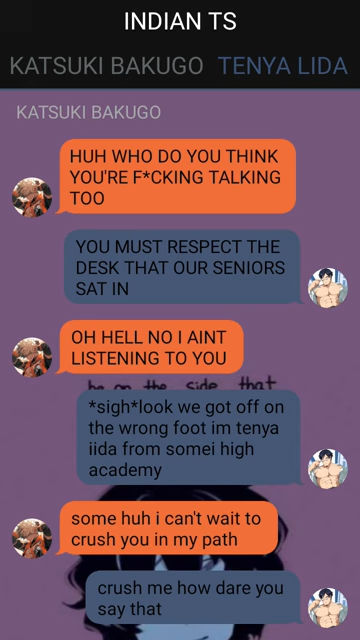 INDIAN TS
KATSUKI BAKUGO TENYA LIDA
KATSUKI BAKUGO
HUH WHO DO YOU THINK
YOU'RE F*CKING TALKING
TOO
YOU MUST RESPECT THE
DESK THAT OUR SENIORS
SAT IN
OH HELL NO I AINT
LISTENING TO YOU
be on the side that
*sigh*look we got off on
the wrong foot im tenya
iida from somei high
academy
some huh i can't wait to
crush you in my path
crush me how dare you
say that